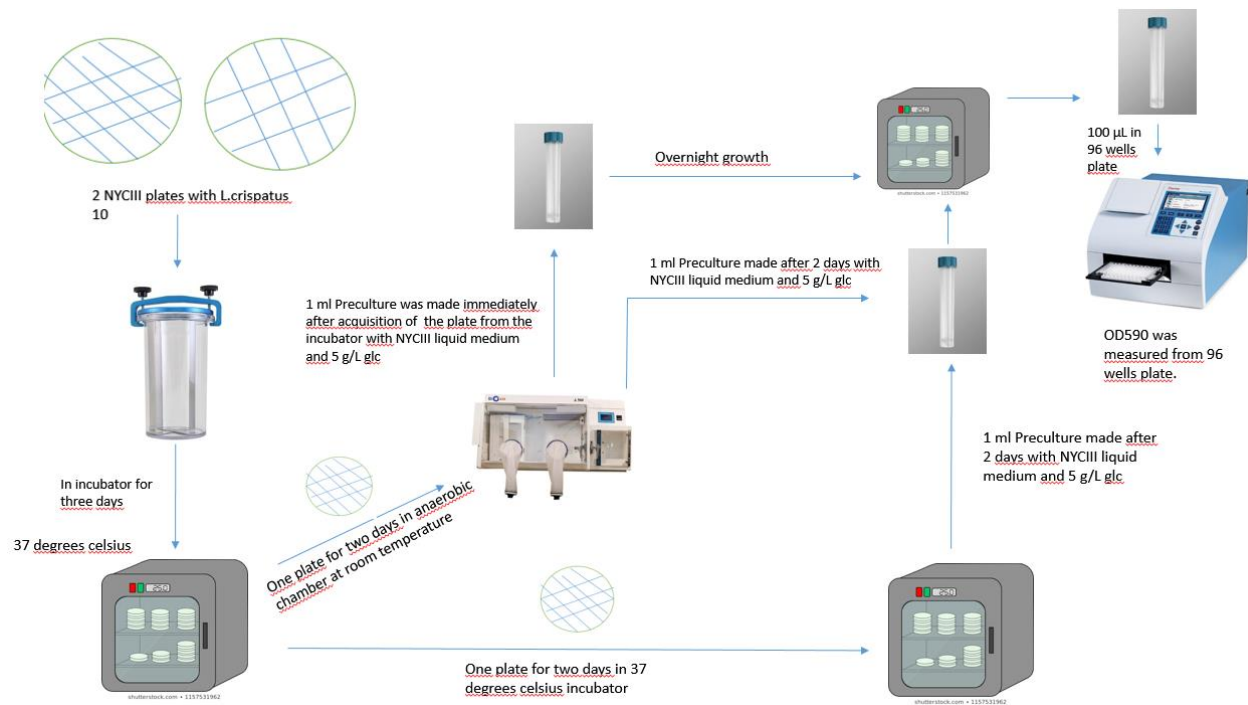 2 NYCIII plates with L.crispatus
10
In incubator for
three days
37 degrees celsius
shutterstock.com • 1157531962
One plate for two days in anaerobic
chamber at room temperature
One plate for two days in 37
degrees celsius incubator
shutterstock.com • 1157531962
1 ml Preculture was made immediately
after acquisition of the plate from the
incubator with NYCIII liquid medium
and 5 g/L glc
Overnight growth
1 ml Preculture made after 2 days with
NYCIII liquid medium and 5 g/L glc
1 ml Preculture made after
2 days with NYCIII liquid
medium and 5 g/L glc
shutterstock.com • 1157531962
100 µL in
96 wells
plate
OD590 was
measured from 96
wells plate.